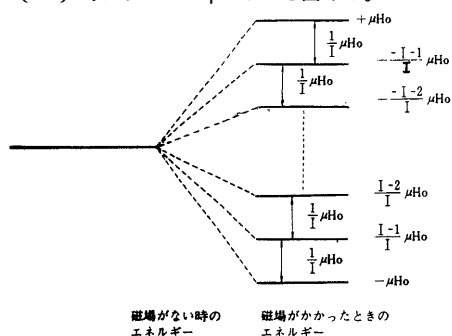 +μHo
1/I μHo
−I−1/I μHo
1/I μHo
−I−2/I μHo
I−2/I μHo
1/I μHo
I−1/I μHo
1/I μHo
−μHo
磁場がない時の 磁場がかかったときの
エネルギー エネルギー